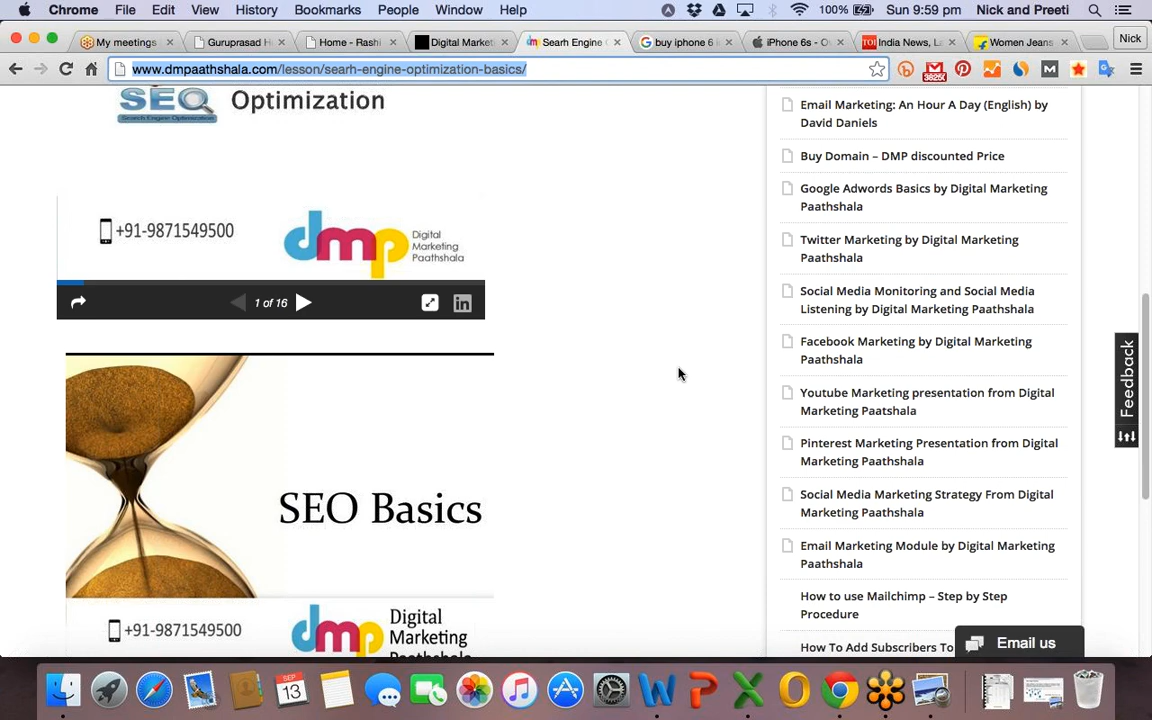 Chrome File Edit View History Bookmarks People Window Help 100% Sun 9:59 pm Nick and Preeti
My meetings Guruprasad H Home - Rashi Digital Market Searh Engine buy iphone 6 i iPhone 6s - Ov TOI India News, L Women Jeans Nick
www.dmpaathshala.com/lesson/searh-engine-optimization-basics/
SEO Optimization
Search Engine Optimization
+91-9871549500
dmp Digital
Marketing
Paathshala
1 of 16
in
SEO Basics
+91-9871549500
dmp Digital
Marketing
Paathshala
Email Marketing: An Hour A Day (English) by
David Daniels
Buy Domain – DMP discounted Price
Google Adwords Basics by Digital Marketing
Paathshala
Twitter Marketing by Digital Marketing
Paathshala
Social Media Monitoring and Social Media
Listening by Digital Marketing Paathshala
Facebook Marketing by Digital Marketing
Paathshala
Youtube Marketing presentation from Digital
Marketing Paatshala
Pinterest Marketing Presentation from Digital
Marketing Paathshala
Social Media Marketing Strategy From Digital
Marketing Paathshala
Email Marketing Module by Digital Marketing
Paathshala
How to use Mailchimp – Step by Step
Procedure
How To Add Subscribers To
Feedback
Email us
SEP
13